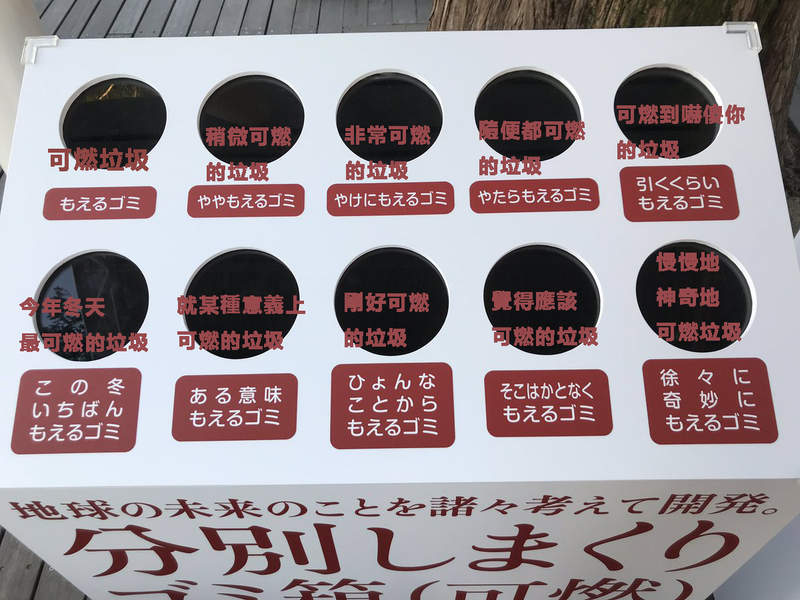 可燃垃圾
もえるゴミ
稍微可燃
的垃圾
ややもえるゴミ
非常可燃
的垃圾
やけにもえるゴミ
隨便都可燃
的垃圾
やたらもえるゴミ
可燃到嚇傻你
的垃圾
引くくらい
もえるゴミ
今年冬天
最可燃的垃圾
この冬
いちばん
もえるゴミ
就某種意義上
可燃的垃圾
ある意味
もえるゴミ
剛好可燃
的垃圾
ひょんな
ことから
もえるゴミ
覺得應該
可燃的垃圾
そこはかとなく
もえるゴミ
慢慢地
神奇地
可燃垃圾
徐々に
奇妙に
もえるゴミ
地球の未来のことを諸々考えて開発。
分別しまくり
ゴミ箱(可燃)